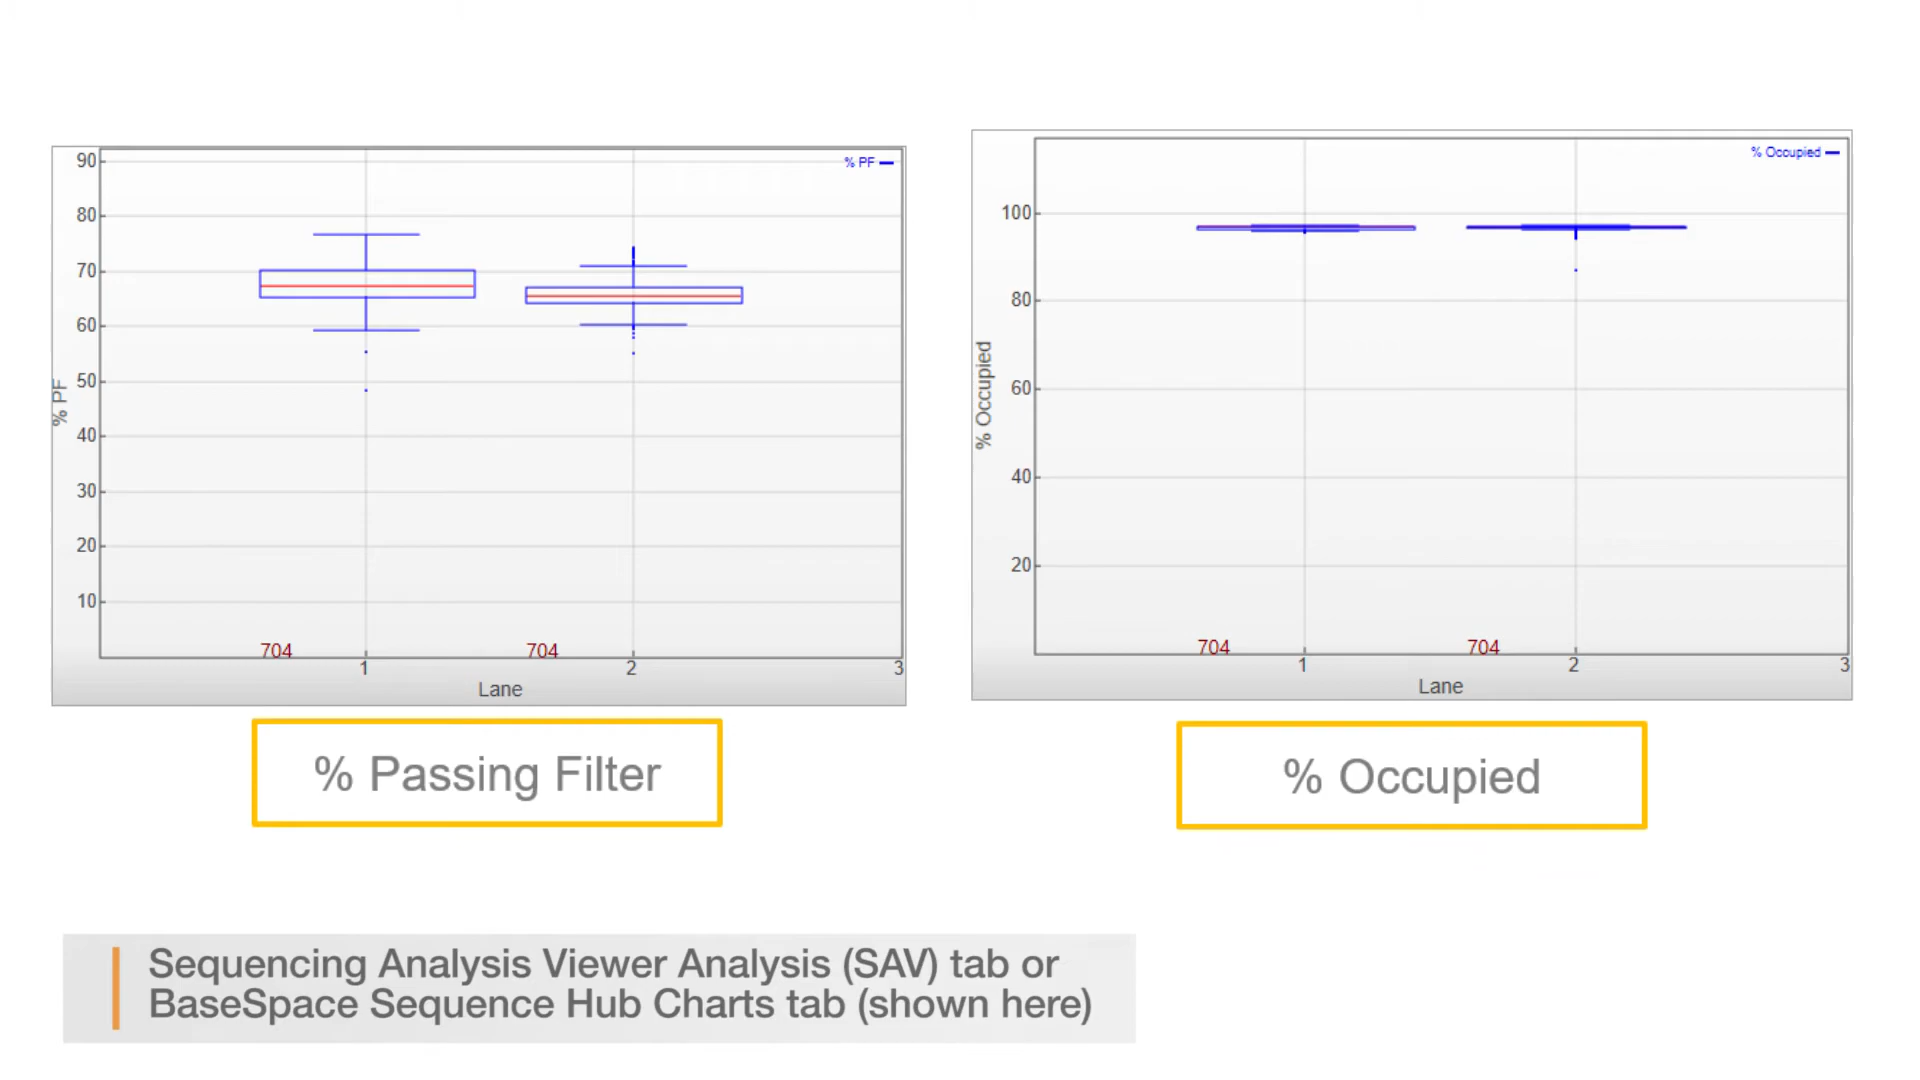 % PF
90
80
70
60
50
40
30
20
10
% PF
704
704
1
2
3
Lane
% Passing Filter
% Occupied
100
80
60
40
20
% Occupied
704
704
1
2
3
Lane
% Occupied
Sequencing Analysis Viewer Analysis (SAV) tab or
BaseSpace Sequence Hub Charts tab (shown here)